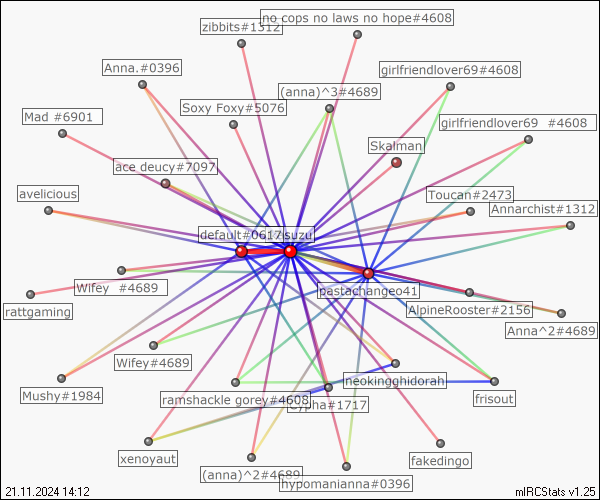 no cops no laws no hope#4608
zibbits#1312
Anna.#0396
girlfriendlover69#4608
(anna)^3#4689
Soxy Foxy#5076
Mad #6901
girlfriendlover69 #4608
Skalman
ace_deucy#7097
avelicious
Toucan#2473
Annarchist#1312
default#0617
suzu
pastachangeo41
Wifey #4689
rattgaming
AlpineRooster#2156
Anna^2#4689
Wifey#4689
neokingghidorah
Mushy#1984
ramshackle gorey#4608
Cypha#1717
frisout
xenoyaut
(anna)^2#4689
fakedingo
hypomanianna#0396
21.11.2024 14:12
mIRCStats v1.25